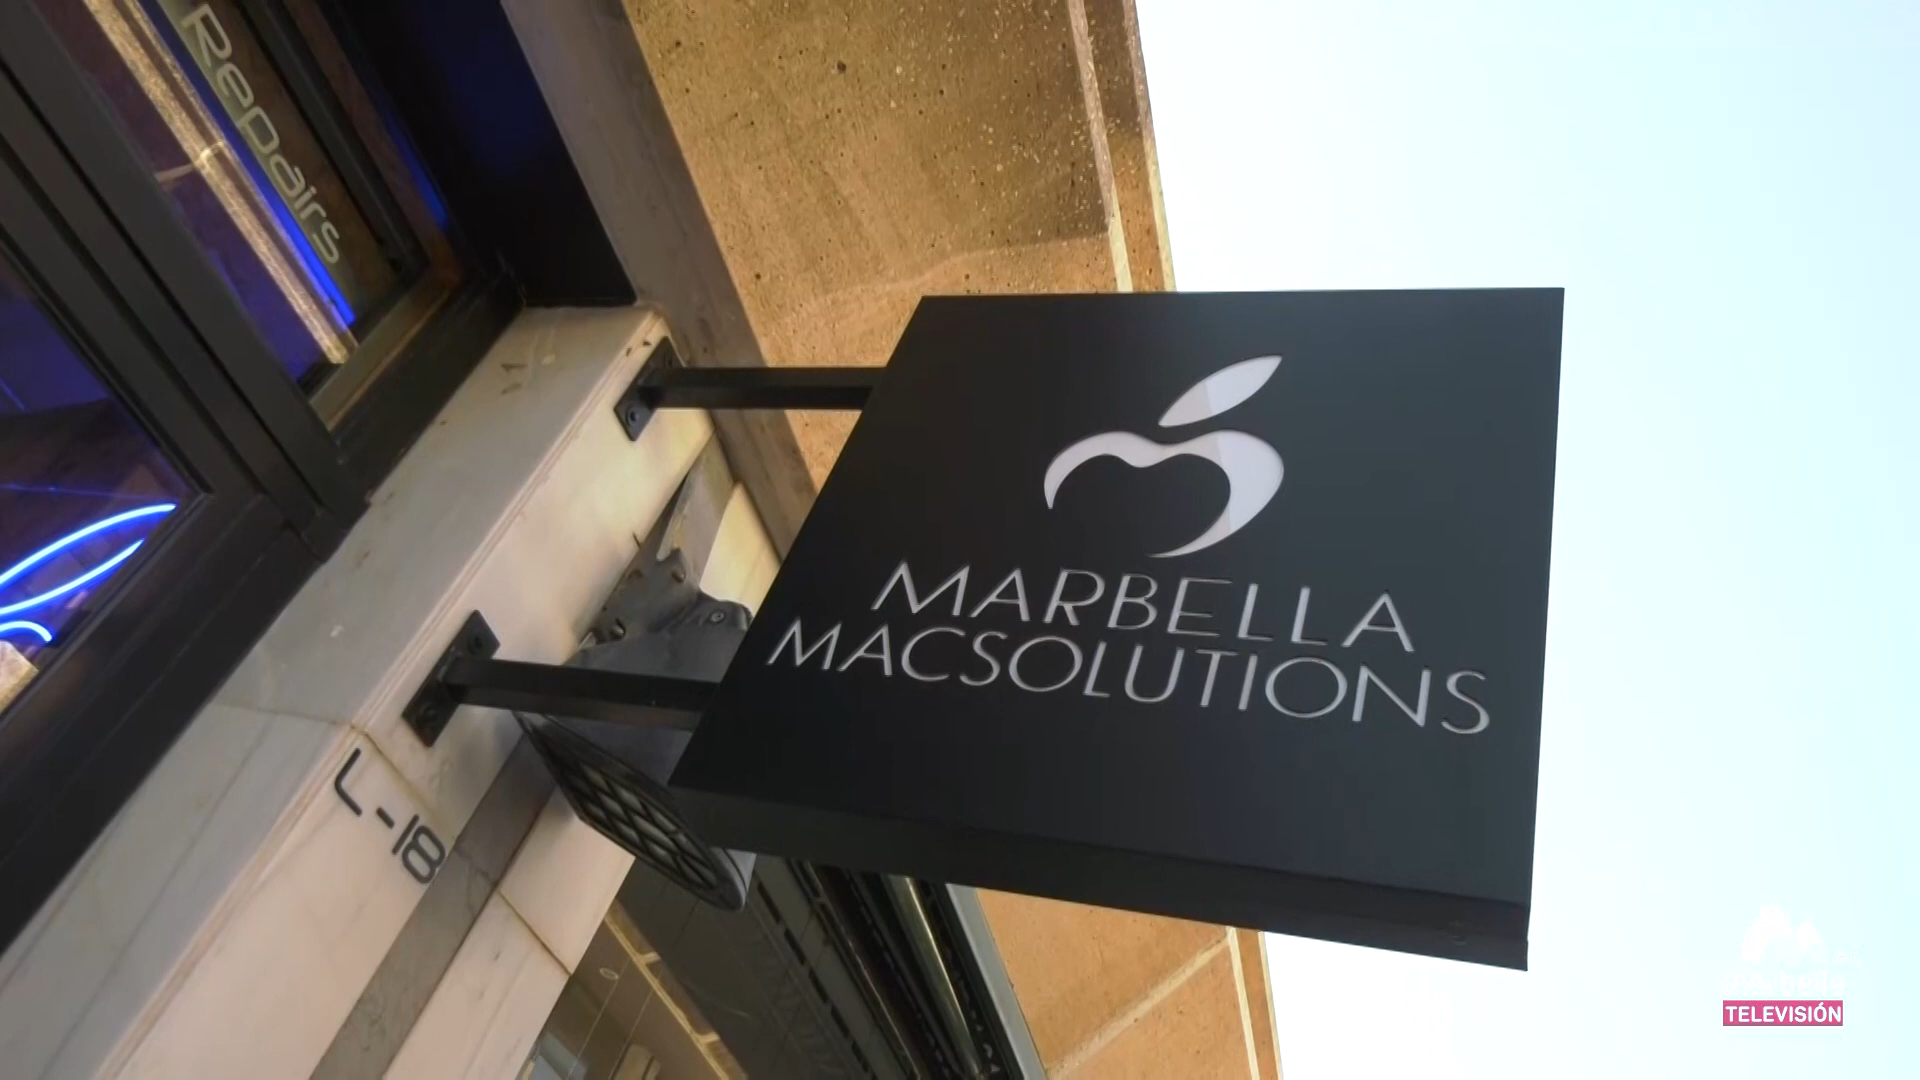 Repairs
MARBELLA
MACSOLUTIONS
L-18
TELEVISIÓN